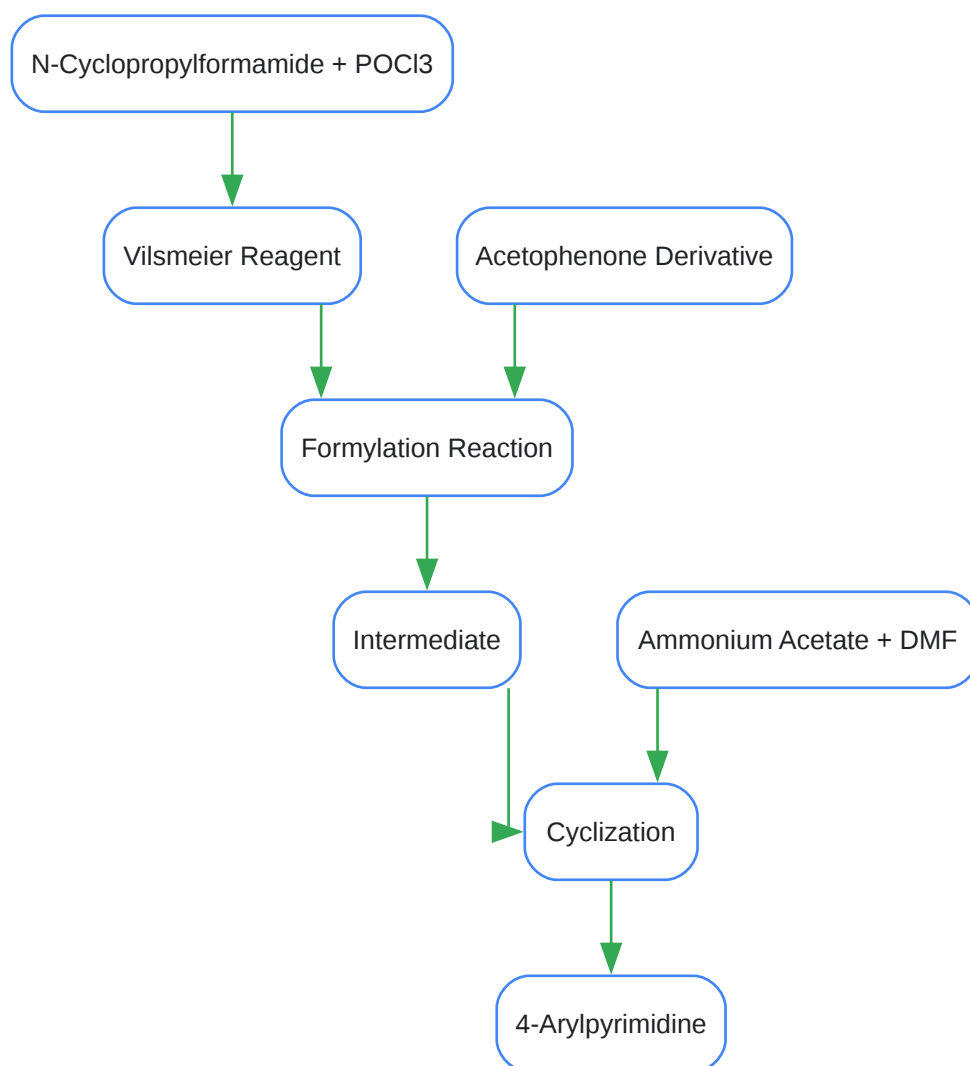 N-Cyclopropylformamide + POCl3
Vilsmeier Reagent
Acetophenone Derivative
Formylation Reaction
Intermediate
Ammonium Acetate + DMF
Cyclization
4-Arylpyrimidine